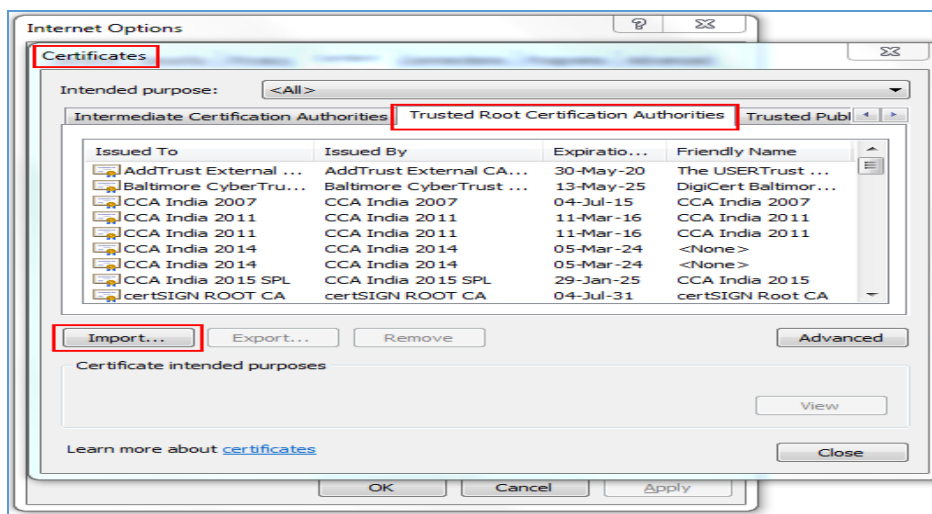 Internet Options
Certificates
Intended purpose: <All>
Intermediate Certification Authorities Trusted Root Certification Authorities Trusted Publ
Issued To Issued By Expiratio... Friendly Name
AddTrust External ... AddTrust External CA... 30-May-20 The USERTrust ...
Baltimore CyberTru... Baltimore CyberTrust ... 13-May-25 DigiCert Baltimor...
CCA India 2007 CCA India 2007 04-Jul-15 CCA India 2007
CCA India 2011 CCA India 2011 11-Mar-16 CCA India 2011
CCA India 2011 CCA India 2011 11-Mar-16 CCA India 2011
CCA India 2014 CCA India 2014 05-Mar-24 <None>
CCA India 2014 CCA India 2014 05-Mar-24 <None>
CCA India 2015 SPL CCA India 2015 SPL 29-Jan-25 CCA India 2015
certSIGN ROOT CA certSIGN ROOT CA 04-Jul-31 certSIGN Root CA
Import... Export... Remove Advanced
Certificate intended purposes
View
Learn more about certificates
Close
OK Cancel Apply